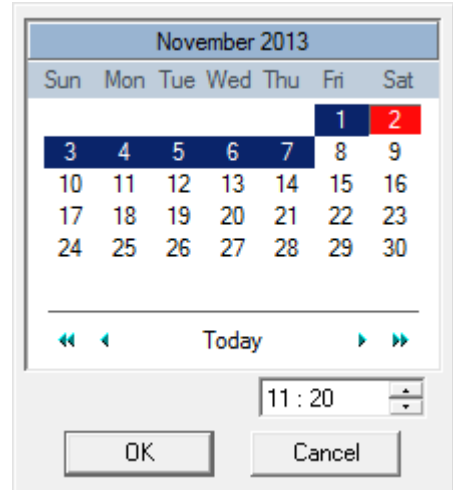 November 2013
Sun Mon Tue Wed Thu Fri Sat
1 2
3 4 5 6 7 8 9
10 11 12 13 14 15 16
17 18 19 20 21 22 23
24 25 26 27 28 29 30
Today
11 : 20
OK Cancel